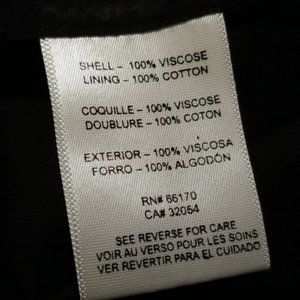 SHELL – 100% VISCOSE
LINING – 100% COTTON
COQUILLE – 100% VISCOSE
DOUBLURE – 100% COTON
EXTERIOR – 100% VISCOSA
FORRO – 100% ALGODÓN
RN# 66170
CA# 32054
SEE REVERSE FOR CARE
VOIR AU VERSO POUR LES SOINS
VER REVERTIR PARA EL CUIDADO